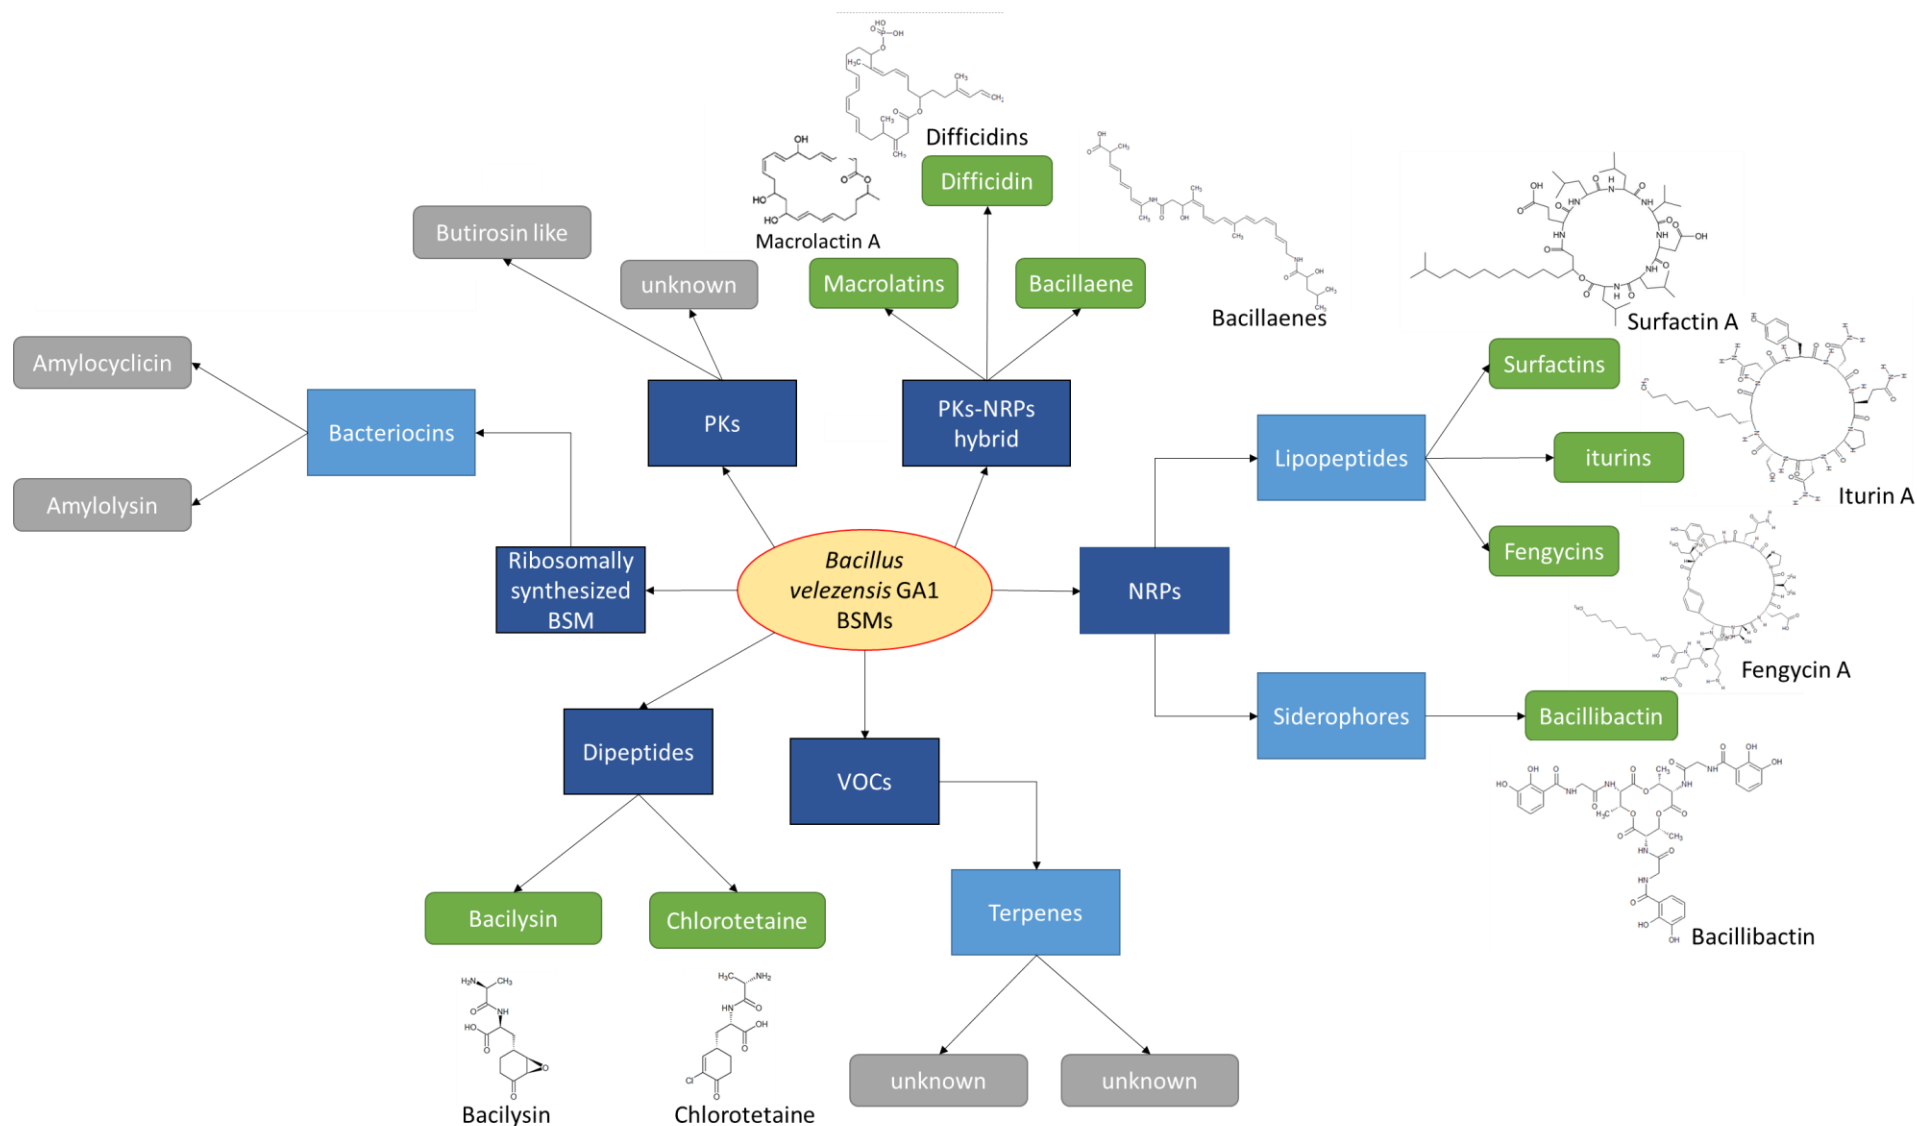 Difficidins
Difficidin
Macrolactin A
Butirosin like
unknown
Macrolatins
Bacillaene
Bacillaenes
Surfactin A
Amylocyclicin
Amylolysin
Bacteriocins
PKs
PKs-NRPs
hybrid
Lipopeptides
Surfactins
iturins
Iturin A
Fengycins
Fengycin A
Ribosomally
synthesized
BSM
Bacillus
velezensis GA1
BSMs
NRPs
Siderophores
Bacillibactin
Bacillibactin
Dipeptides
VOCs
Bacilysin
Chlorotetaine
Terpenes
unknown
unknown
Bacilysin
Chlorotetaine